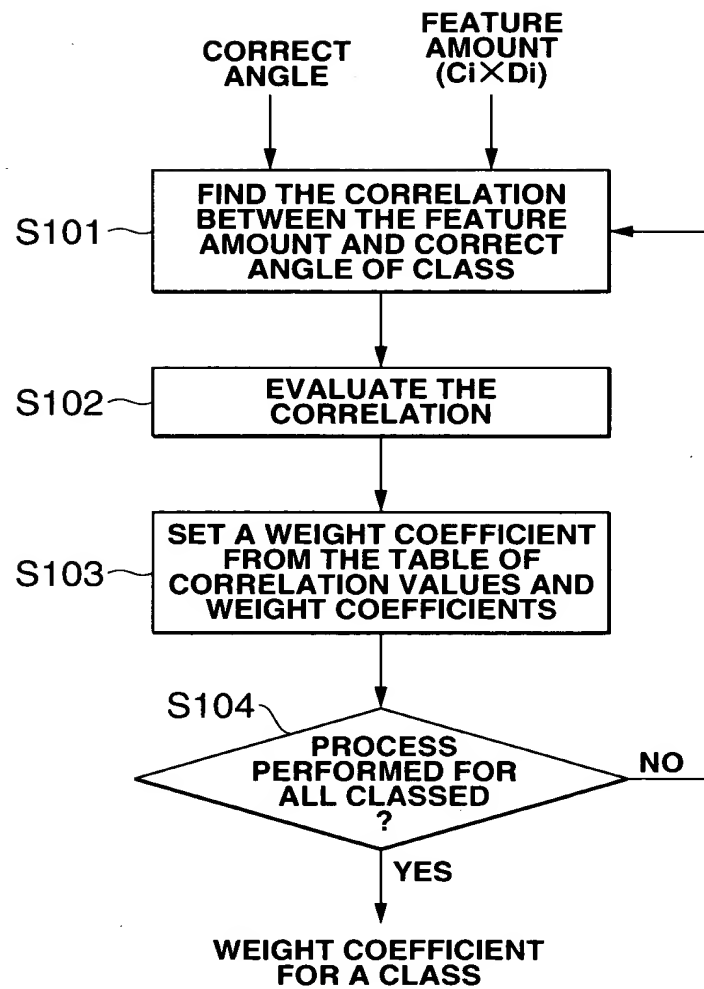 CORRECT
ANGLE
FEATURE
AMOUNT
(Ci×Di)
S101
FIND THE CORRELATION
BETWEEN THE FEATURE
AMOUNT AND CORRECT
ANGLE OF CLASS
S102
EVALUATE THE
CORRELATION
S103
SET A WEIGHT COEFFICIENT
FROM THE TABLE OF
CORRELATION VALUES AND
WEIGHT COEFFICIENTS
S104
PROCESS
PERFORMED FOR
ALL CLASSED
?
NO
YES
WEIGHT COEFFICIENT
FOR A CLASS